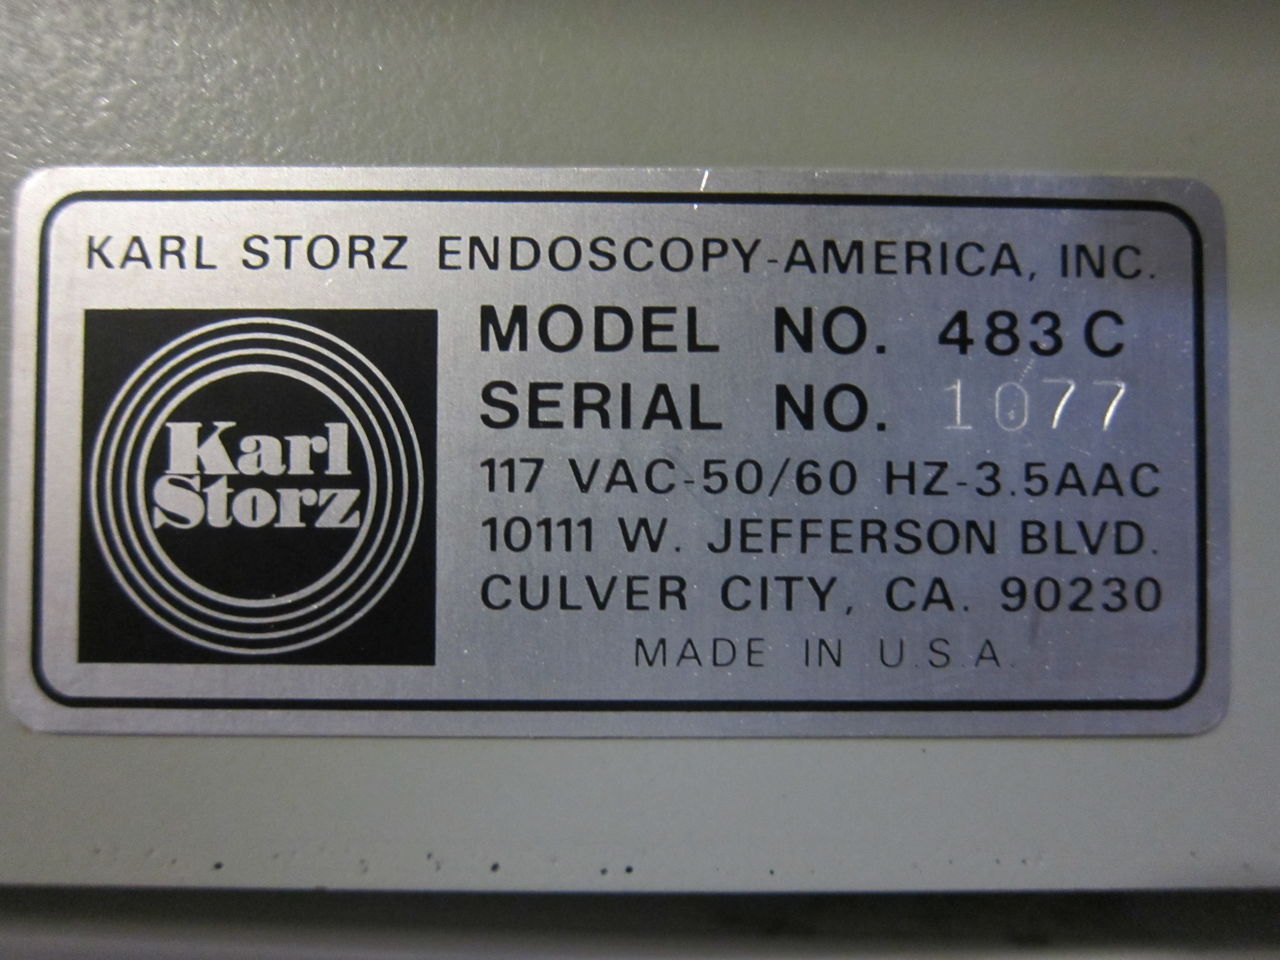 KARL STORZ ENDOSCOPY-AMERICA, INC.
Karl
Storz
MODEL NO. 483 C
SERIAL NO. 1077
117 VAC-50/60 HZ-3.5AAC
10111 W. JEFFERSON BLVD.
CULVER CITY, CA. 90230
MADE IN U.S.A.